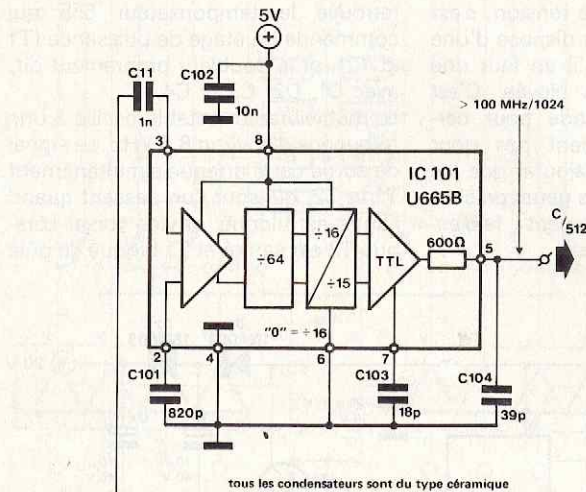 5V
C11
1n
C102
10n
3
8
> 100 MHz/1024
IC 101
U665B
÷64
÷16
÷15
TTL
600Ω
5
C/512
"0" = ÷16
2
4
6
7
C101
820p
C103
18p
C104
39p
tous les condensateurs sont du type céramique